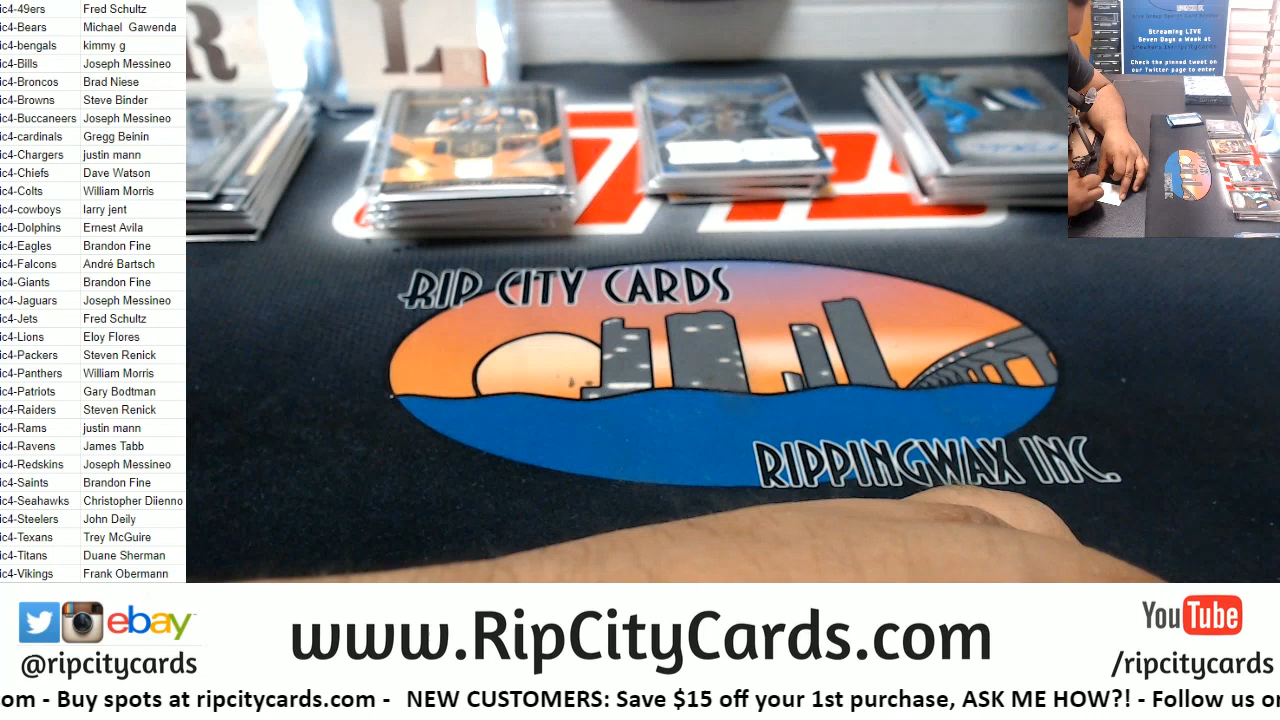 ic4-49ers Fred Schultz
ic4-Bears Michael Gawenda
ic4-bengals kimmy g
ic4-Bills Joseph Messineo
ic4-Broncos Brad Niese
ic4-Browns Steve Binder
ic4-Buccaneers Joseph Messineo
ic4-cardinals Gregg Beinin
ic4-Chargers justin mann
ic4-Chiefs Dave Watson
ic4-Colts William Morris
ic4-cowboys larry jent
ic4-Dolphins Ernest Avila
ic4-Eagles Brandon Fine
ic4-Falcons André Bartsch
ic4-Giants Brandon Fine
ic4-Jaguars Joseph Messineo
ic4-Jets Fred Schultz
ic4-Lions Eloy Flores
ic4-Packers Steven Renick
ic4-Panthers William Morris
ic4-Patriots Gary Bodtman
ic4-Raiders Steven Renick
ic4-Rams justin mann
ic4-Ravens James Tabb
ic4-Redskins Joseph Messineo
ic4-Saints Brandon Fine
ic4-Seahawks Christopher Diienno
ic4-Steelers John Deily
ic4-Texans Trey McGuire
ic4-Titans Duane Sherman
ic4-Vikings Frank Obermann
RIP CITY CARDS
RIPPINGWAX INC.
Streaming LIVE
Seven Days a Week at
Check the pinned tweet on
our Twitter page to enter
ebay
@ripcitycards
www.RipCityCards.com
YouTube
/ripcitycards
om - Buy spots at ripcitycards.com - NEW CUSTOMERS: Save $15 off your 1st purchase, ASK ME HOW?! - Follow us o